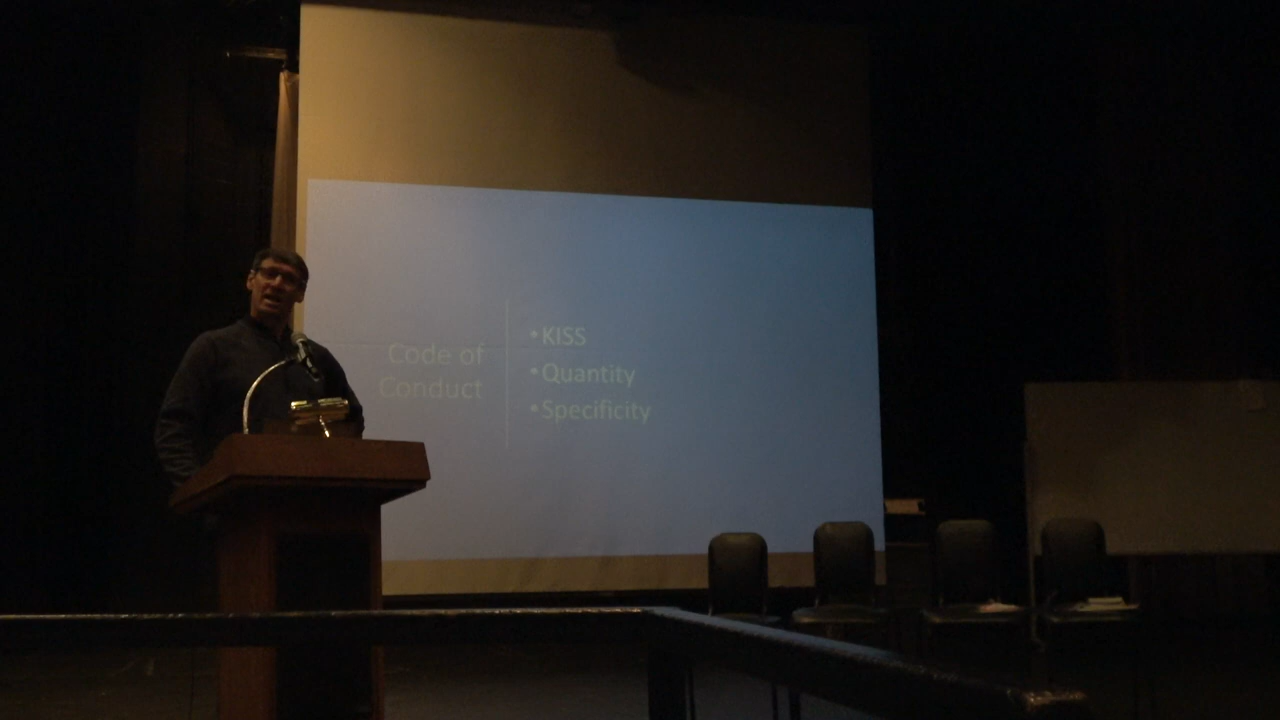 Code of
Conduct
•KISS
•Quantity
•Specificity